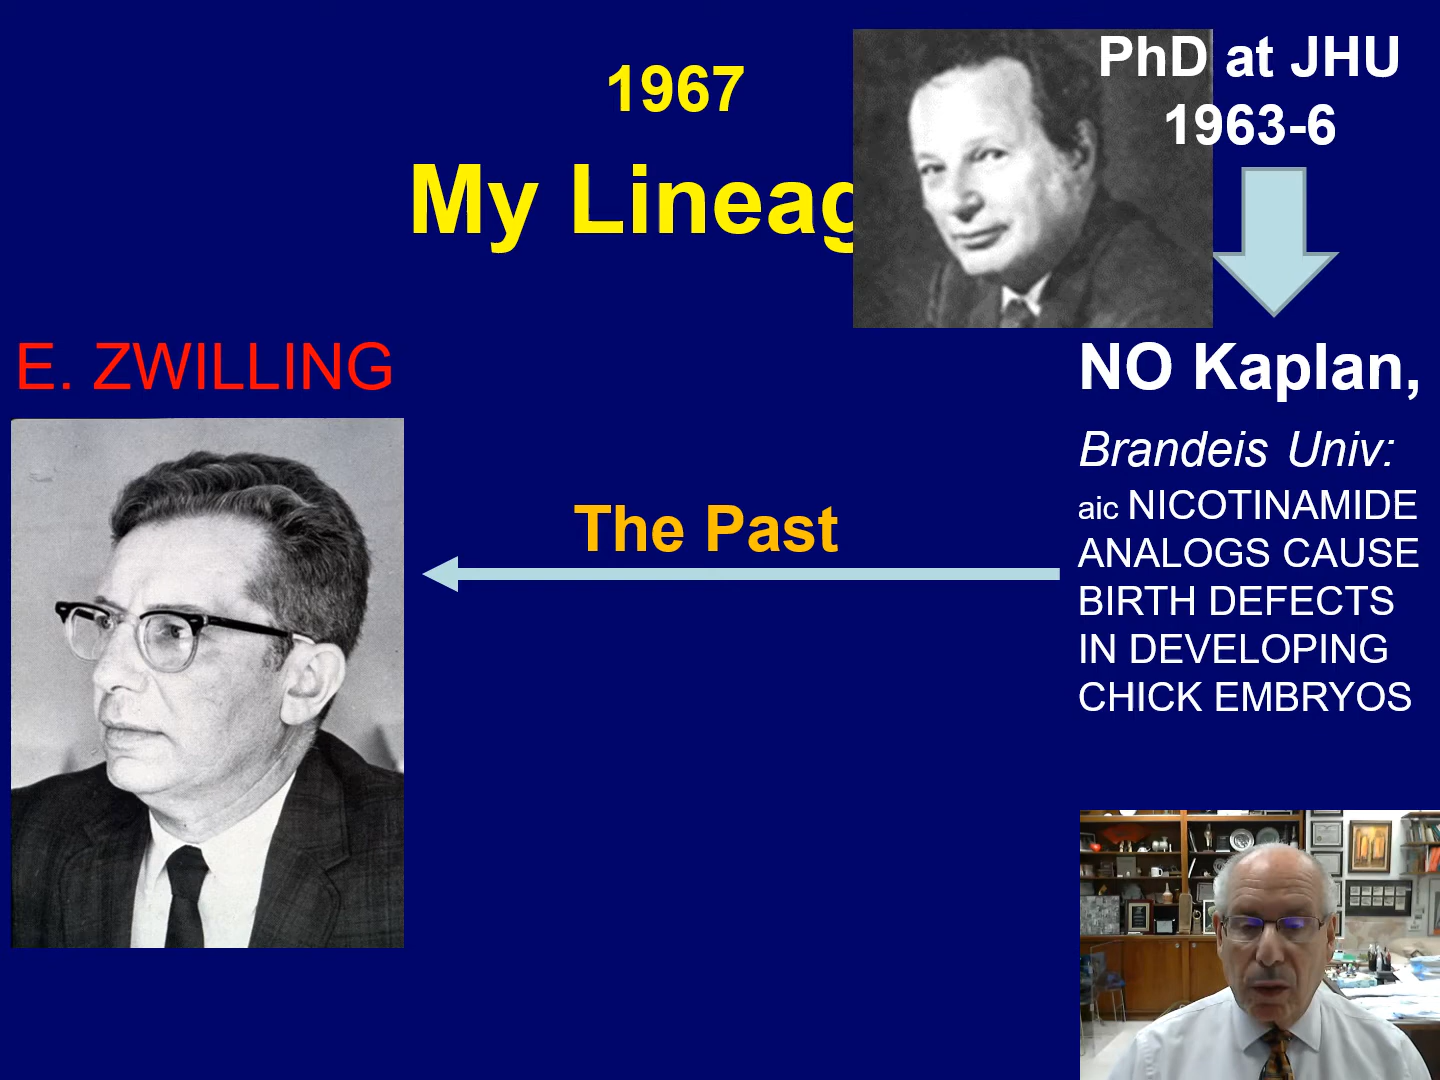 1967
My Lineag
PhD at JHU
1963-6
E. ZWILLING
NO Kaplan,
Brandeis Univ:
aic NICOTINAMIDE
ANALOGS CAUSE
BIRTH DEFECTS
IN DEVELOPING
CHICK EMBRYOS
The Past